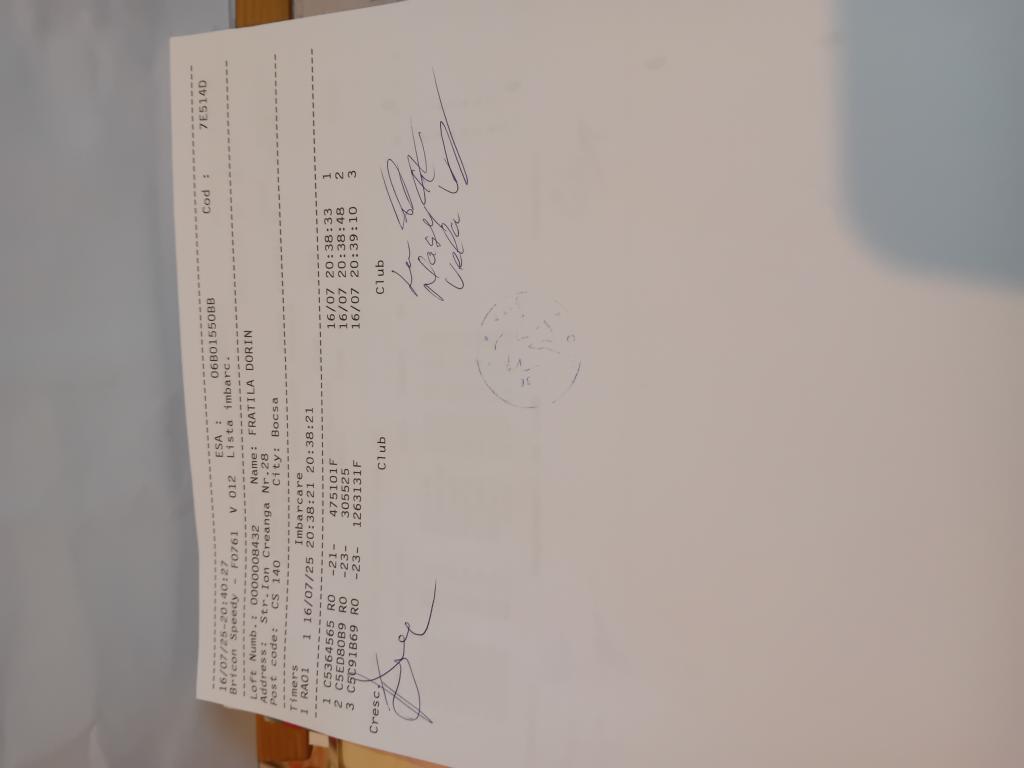 16/07/25-20:40:27 ESA : 06B01550BB Cod : 7E514D
Bricon Speedy - F0761 V 012 Lista imbarc.
Loft Numb.: 0000008432 Name: FRATILA DORIN
Address: Str.Ion Creanga Nr.28
Post code: CS 140 City: Bocsa
Timers Imbarcare
1 RA01 1 16/07/25 20:38:21 20:38:21
1 C5364565 RO -21- 475101F 16/07 20:38:33 1
2 C5ED80B9 RO -23- 305525 16/07 20:38:48 2
3 C5C91B69 RO -23- 1263131F 16/07 20:39:10 3
Cresc. Club Club